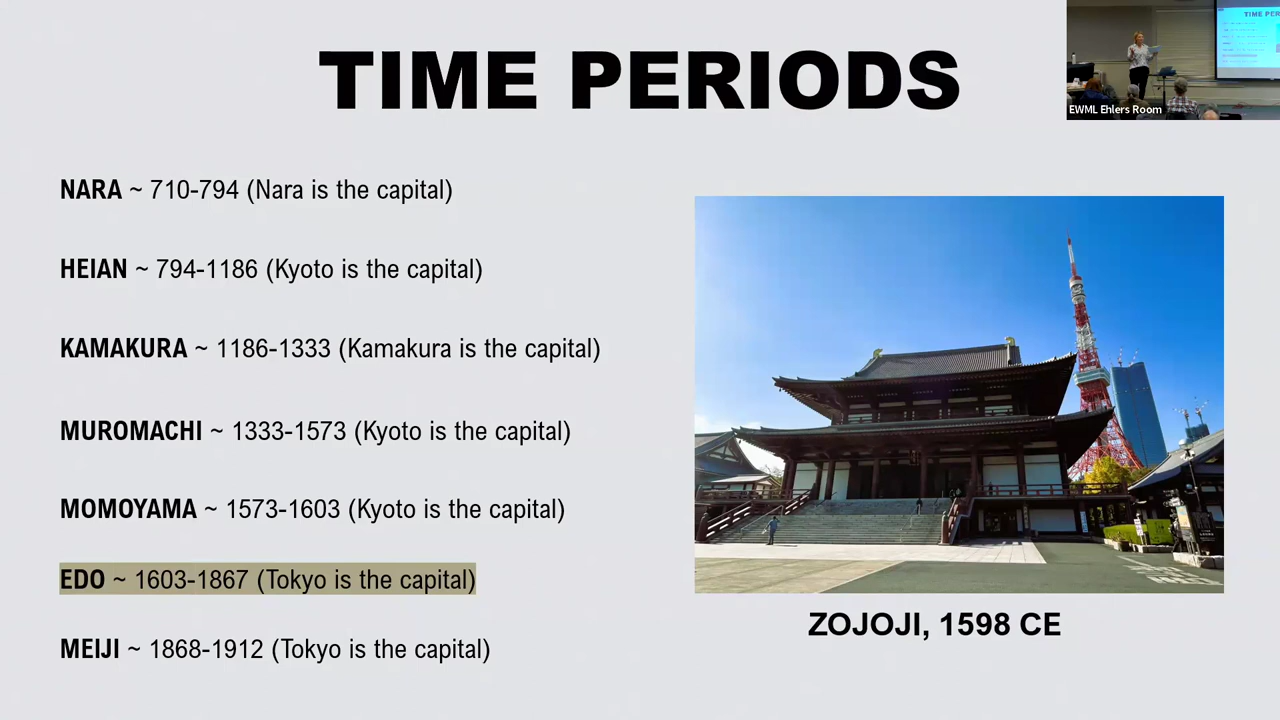 TIME PERIODS
NARA ~ 710-794 (Nara is the capital)
HEIAN ~ 794-1186 (Kyoto is the capital)
KAMAKURA ~ 1186-1333 (Kamakura is the capital)
MUROMACHI ~ 1333-1573 (Kyoto is the capital)
MOMOYAMA ~ 1573-1603 (Kyoto is the capital)
EDO ~ 1603-1867 (Tokyo is the capital)
MEIJI ~ 1868-1912 (Tokyo is the capital)
ZOJOJI, 1598 CE
TIME PER
EWML Ehlers Room